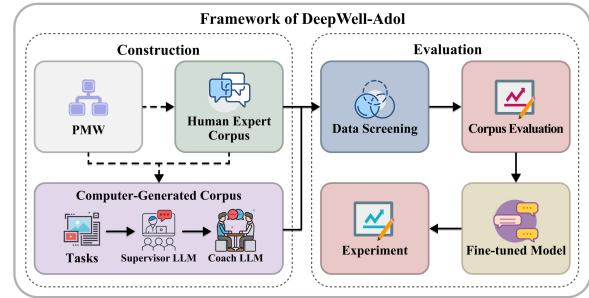 Framework of DeepWell-Adol
Construction
Evaluation
PMW
Human Expert
Corpus
Data Screening
Corpus Evaluation
Computer-Generated Corpus
Tasks
Supervisor LLM
Coach LLM
Experiment
Fine-tuned Model